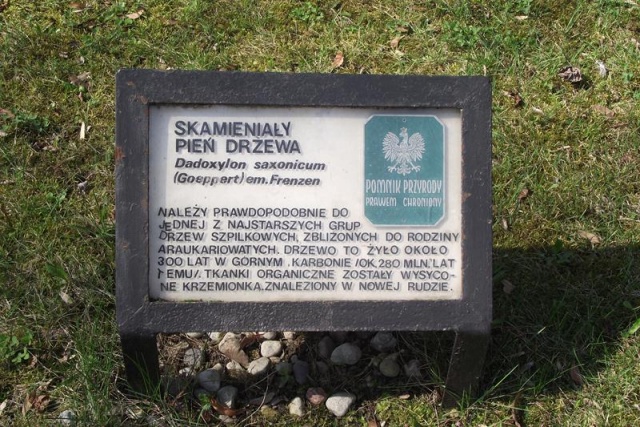 SKAMIENIAŁY
PIEŃ DRZEWA
Dadoxylon saxonicum
(Goeppart) em. Frenzen
POMNIK PRZYRODY
PRAWEM CHRONIONY
NALEŻY PRAWDOPODOBNIE DO
JEDNEJ Z NAJSTARSZYCH GRUP
DRZEW SZPILKOWYCH, ZBLIŻONYCH DO RODZINY
ARAUKARIOWATYCH. DRZEWO TO ŻYŁO OKOŁO
300 LAT W GÓRNYM KARBONIE /OK. 280 MLN. LAT
TEMU/. TKANKI ORGANICZNE ZOSTAŁY WYSYCO-
NE KRZEMIONKĄ. ZNALEZIONY W NOWEJ RUDZIE.